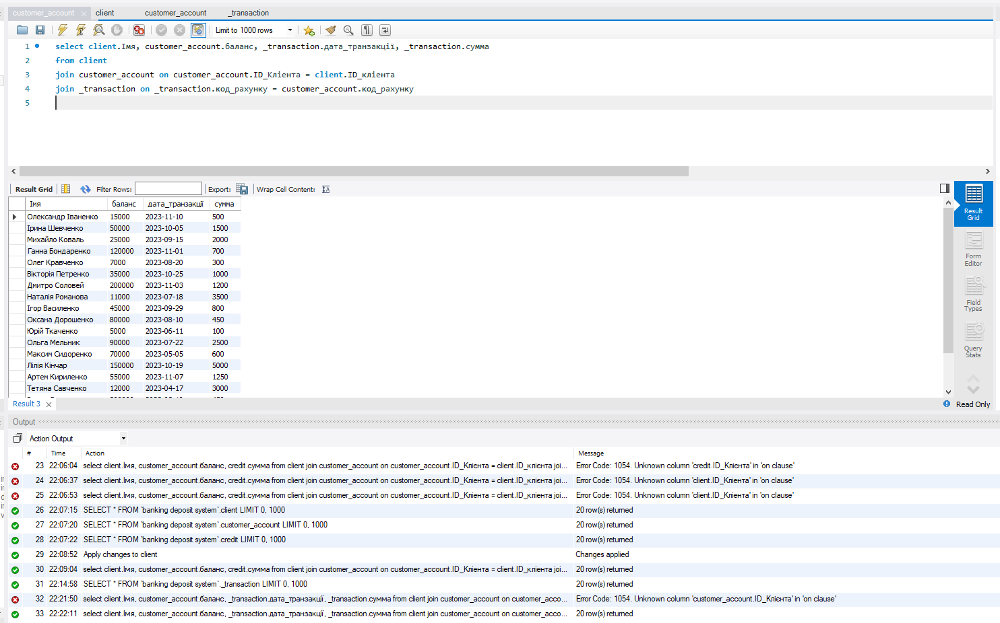 customer_account client customer_account _transaction
Limit to 1000 rows
1 select client.Імя, customer_account.баланс, _transaction.дата_транзакції, _transaction.сумма
2 from client
3 join customer_account on customer_account.ID_Кліента = client.ID_кліента
4 join _transaction on _transaction.код_рахунку = customer_account.код_рахунку
5
Result Grid Filter Rows: Export: Wrap Cell Content:
Імя баланс дата_транзакції сумма
Олександр Іваненко 15000 2023-11-10 500
Ірина Шевченко 50000 2023-10-05 1500
Михайло Коваль 25000 2023-09-15 2000
Ганна Бондаренко 120000 2023-11-01 700
Олег Кравченко 7000 2023-08-20 300
Вікторія Петренко 35000 2023-10-25 1000
Дмитро Соловей 200000 2023-11-03 1200
Наталія Романова 11000 2023-07-18 3500
Ігор Василенко 45000 2023-09-29 800
Оксана Дорошенко 80000 2023-08-10 450
Юрій Ткаченко 5000 2023-06-11 100
Ольга Мельник 90000 2023-07-22 2500
Максим Сидоренко 70000 2023-05-05 600
Лілія Кінчар 150000 2023-10-19 5000
Артем Кириленко 55000 2023-11-07 1250
Тетяна Савченко 12000 2023-04-17 3000
Result
Grid
Form
Editor
Field
Types
Query
Stats
Result 3 Read Only
Output
Action Output
# Time Action Message
23 22:06:04 select client.Імя, customer_account.баланс, credit.сумма from client join customer_account on customer_account.ID_Клієнта = client.ID_клієнта joi... Error Code: 1054. Unknown column 'credit.ID_Клієнта' in 'on clause'
24 22:06:37 select client.Імя, customer_account.баланс, credit.сумма from client join customer_account on customer_account.ID_Клієнта = client.ID_клієнта joi... Error Code: 1054. Unknown column 'client.ID_Клієнта' in 'on clause'
25 22:06:53 select client.Імя, customer_account.баланс, credit.сумма from client join customer_account on customer_account.ID_Клієнта = client.ID_клієнта joi... Error Code: 1054. Unknown column 'client.ID_Клієнта' in 'on clause'
26 22:07:15 SELECT * FROM `banking deposit system`.client LIMIT 0, 1000 20 row(s) returned
27 22:07:20 SELECT * FROM `banking deposit system`.customer_account LIMIT 0, 1000 20 row(s) returned
28 22:07:22 SELECT * FROM `banking deposit system`.credit LIMIT 0, 1000 20 row(s) returned
29 22:08:52 Apply changes to client Changes applied
30 22:09:04 select client.Імя, customer_account.баланс, credit.сумма from client join customer_account on customer_account.ID_Клієнта = client.ID_клієнта joi... 20 row(s) returned
31 22:14:58 SELECT * FROM `banking deposit system`._transaction LIMIT 0, 1000 20 row(s) returned
32 22:21:50 select client.Імя, customer_account.баланс, _transaction.дата_транзакції, _transaction.сумма from client join customer_account on customer_acco... Error Code: 1054. Unknown column 'customer_account.ID_Клієнта' in 'on clause'
33 22:22:11 select client.Імя, customer_account.баланс, _transaction.дата_транзакції, _transaction.сумма from client join customer_account on customer_acco... 20 row(s) returned